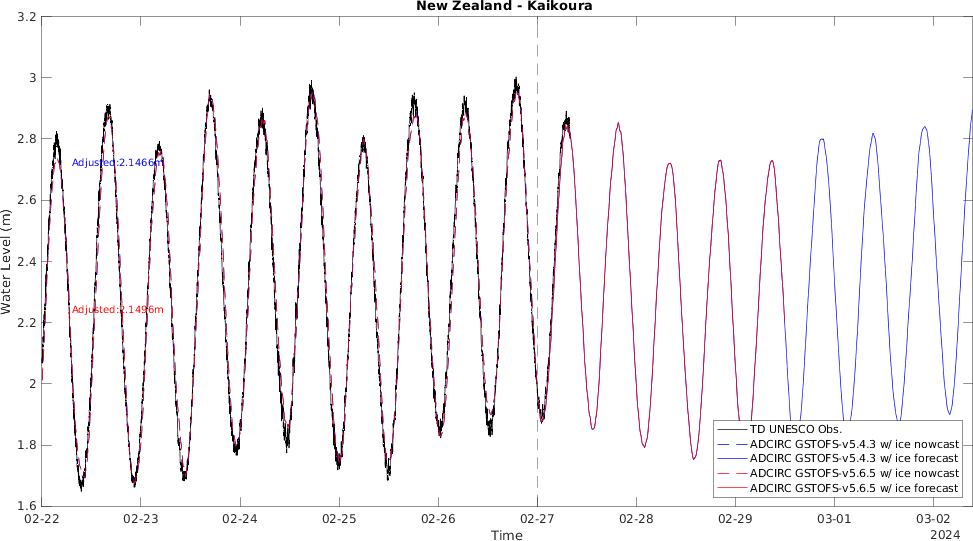 New Zealand - Kaikoura
3.2
3
2.8
2.6
2.4
2.2
2
1.8
1.6
Water Level (m)
Adjusted:2.1466m
Adjusted:2.1496m
TD UNESCO Obs.
ADCIRC GSTOFS-v5.4.3 w/ ice nowcast
ADCIRC GSTOFS-v5.4.3 w/ ice forecast
ADCIRC GSTOFS-v5.6.5 w/ ice nowcast
ADCIRC GSTOFS-v5.6.5 w/ ice forecast
02-22 02-23 02-24 02-25 02-26 02-27 02-28 02-29 03-01 03-02
Time
2024